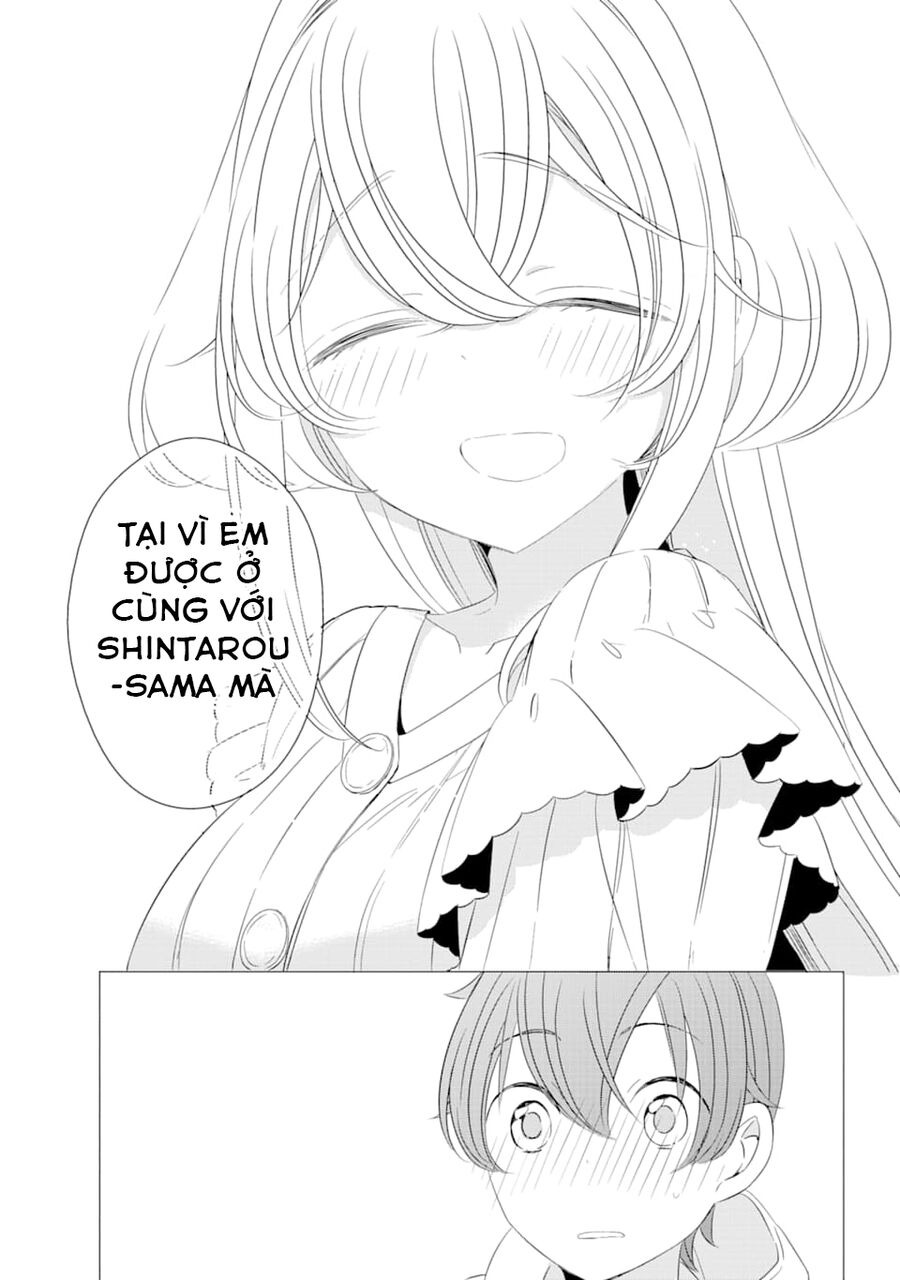 TẠI VÌ EM
ĐƯỢC Ở
CÙNG VỚI
SHINTAROU
-SAMA MÀ